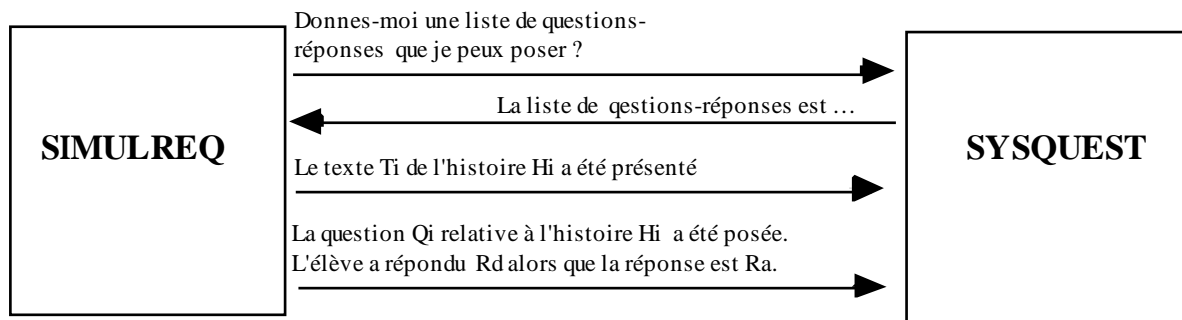 Donnes-moi une liste de questions-
réponses que je peux poser ?
La liste de qestions-réponses est …
SIMULREQ
SYSQUEST
Le texte Ti de l'histoire Hi a été présenté
La question Qi relative à l'histoire Hi a été posée.
L'élève a répondu Rd alors que la réponse est Ra.